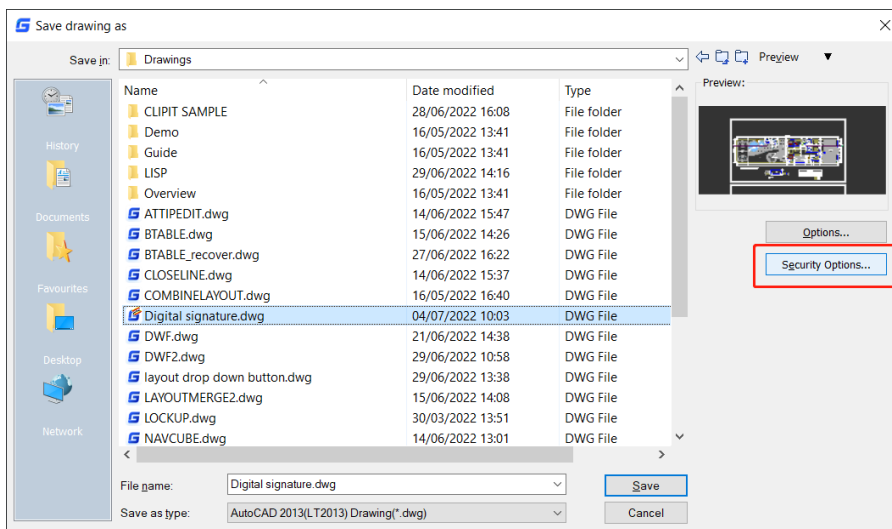 Save drawing as
Save in: Drawings Preview
Preview:
Name Date modified Type
CLIPIT SAMPLE 28/06/2022 16:08 File folder
Demo 16/05/2022 13:41 File folder
Guide 16/05/2022 13:41 File folder
LISP 29/06/2022 14:16 File folder
Overview 16/05/2022 13:41 File folder
ATTIPEDIT.dwg 14/06/2022 15:47 DWG File
BTABLE.dwg 15/06/2022 14:26 DWG File
BTABLE_recover.dwg 27/06/2022 16:22 DWG File
CLOSELINE.dwg 14/06/2022 15:37 DWG File
COMBINELAYOUT.dwg 16/05/2022 16:40 DWG File
Digital signature.dwg 04/07/2022 10:03 DWG File
DWF.dwg 21/06/2022 14:38 DWG File
DWF2.dwg 29/06/2022 10:58 DWG File
layout drop down button.dwg 29/06/2022 13:38 DWG File
LAYOUTMERGE2.dwg 15/06/2022 14:08 DWG File
LOCKUP.dwg 30/03/2022 13:51 DWG File
NAVCUBE.dwg 14/06/2022 13:01 DWG File
History
Documents
Favourites
Desktop
Network
Options...
Security Options...
File name: Digital signature.dwg Save
Save as type: AutoCAD 2013(LT2013) Drawing(*.dwg) Cancel